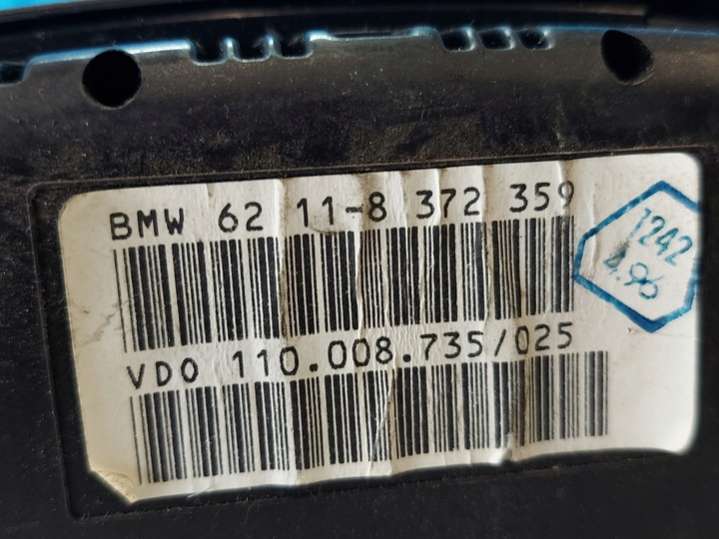 BMW 62 11-8 372 359
1242
4.96
VDO 110.008.735/025